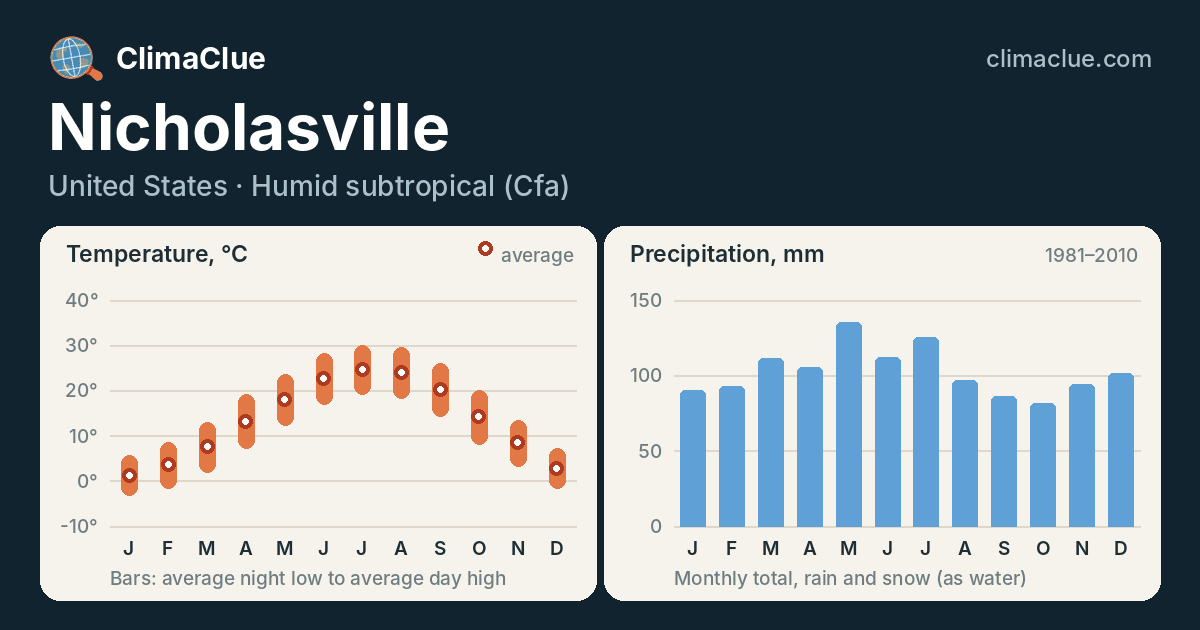 ClimaClue
climaclue.com
Nicholasville
United States · Humid subtropical (Cfa)
Temperature, °C
average
40°
30°
20°
10°
0°
-10°
J F M A M J J A S O N D
Bars: average night low to average day high
Precipitation, mm
1981–2010
150
100
50
0
J F M A M J J A S O N D
Monthly total, rain and snow (as water)